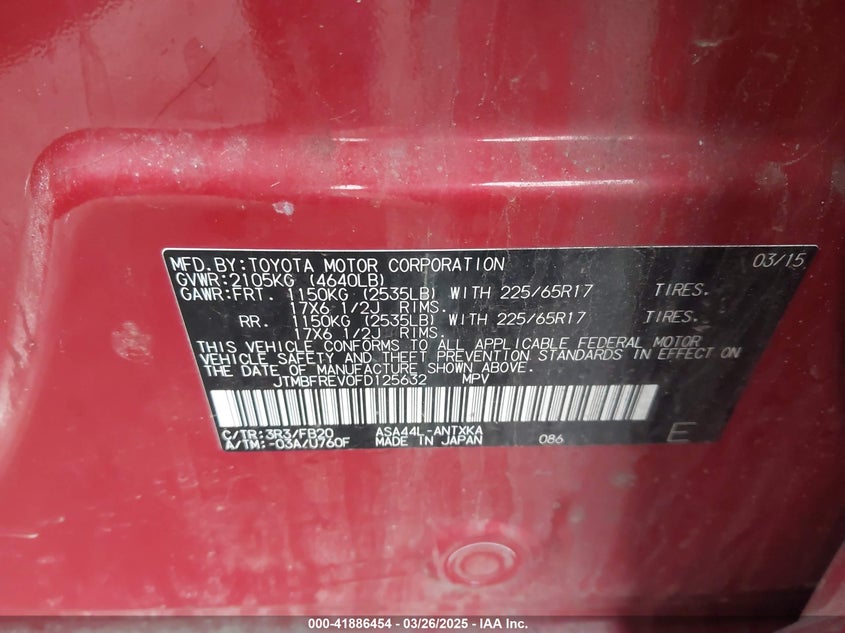 MFD. BY: TOYOTA MOTOR CORPORATION 03/15
GVWR: 2105KG (4640LB)
GAWR: FRT. 1150KG (2535LB) WITH 225/65R17 TIRES.
17X6 1/2J RIMS.
RR. 1150KG (2535LB) WITH 225/65R17 TIRES.
17X6 1/2J RIMS.
THIS VEHICLE CONFORMS TO ALL APPLICABLE FEDERAL MOTOR
VEHICLE SAFETY AND THEFT PREVENTION STANDARDS IN EFFECT ON
THE DATE OF MANUFACTURE SHOWN ABOVE.
JTMBFREV0FD125632 MPV
C/TR: 3R3/FB20 ASA44L-ANTXKA
A/TM: -03A/U760F MADE IN JAPAN 086 E
000-41886454 - 03/26/2025 - IAA Inc.